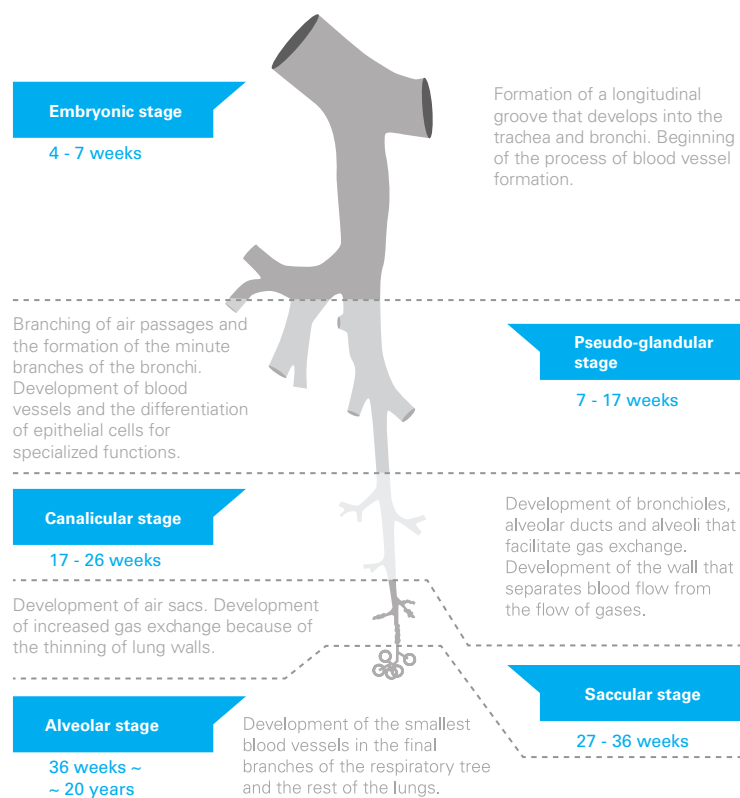 Embryonic stage
4 - 7 weeks
Formation of a longitudinal
groove that develops into the
trachea and bronchi. Beginning
of the process of blood vessel
formation.
Branching of air passages and
the formation of the minute
branches of the bronchi.
Development of blood
vessels and the differentiation
of epithelial cells for
specialized functions.
Pseudo-glandular
stage
7 - 17 weeks
Canalicular stage
17 - 26 weeks
Development of bronchioles,
alveolar ducts and alveoli that
facilitate gas exchange.
Development of the wall that
separates blood flow from
the flow of gases.
Development of air sacs. Development
of increased gas exchange because of
the thinning of lung walls.
Saccular stage
27 - 36 weeks
Alveolar stage
36 weeks ~
~ 20 years
Development of the smallest
blood vessels in the final
branches of the respiratory tree
and the rest of the lungs.